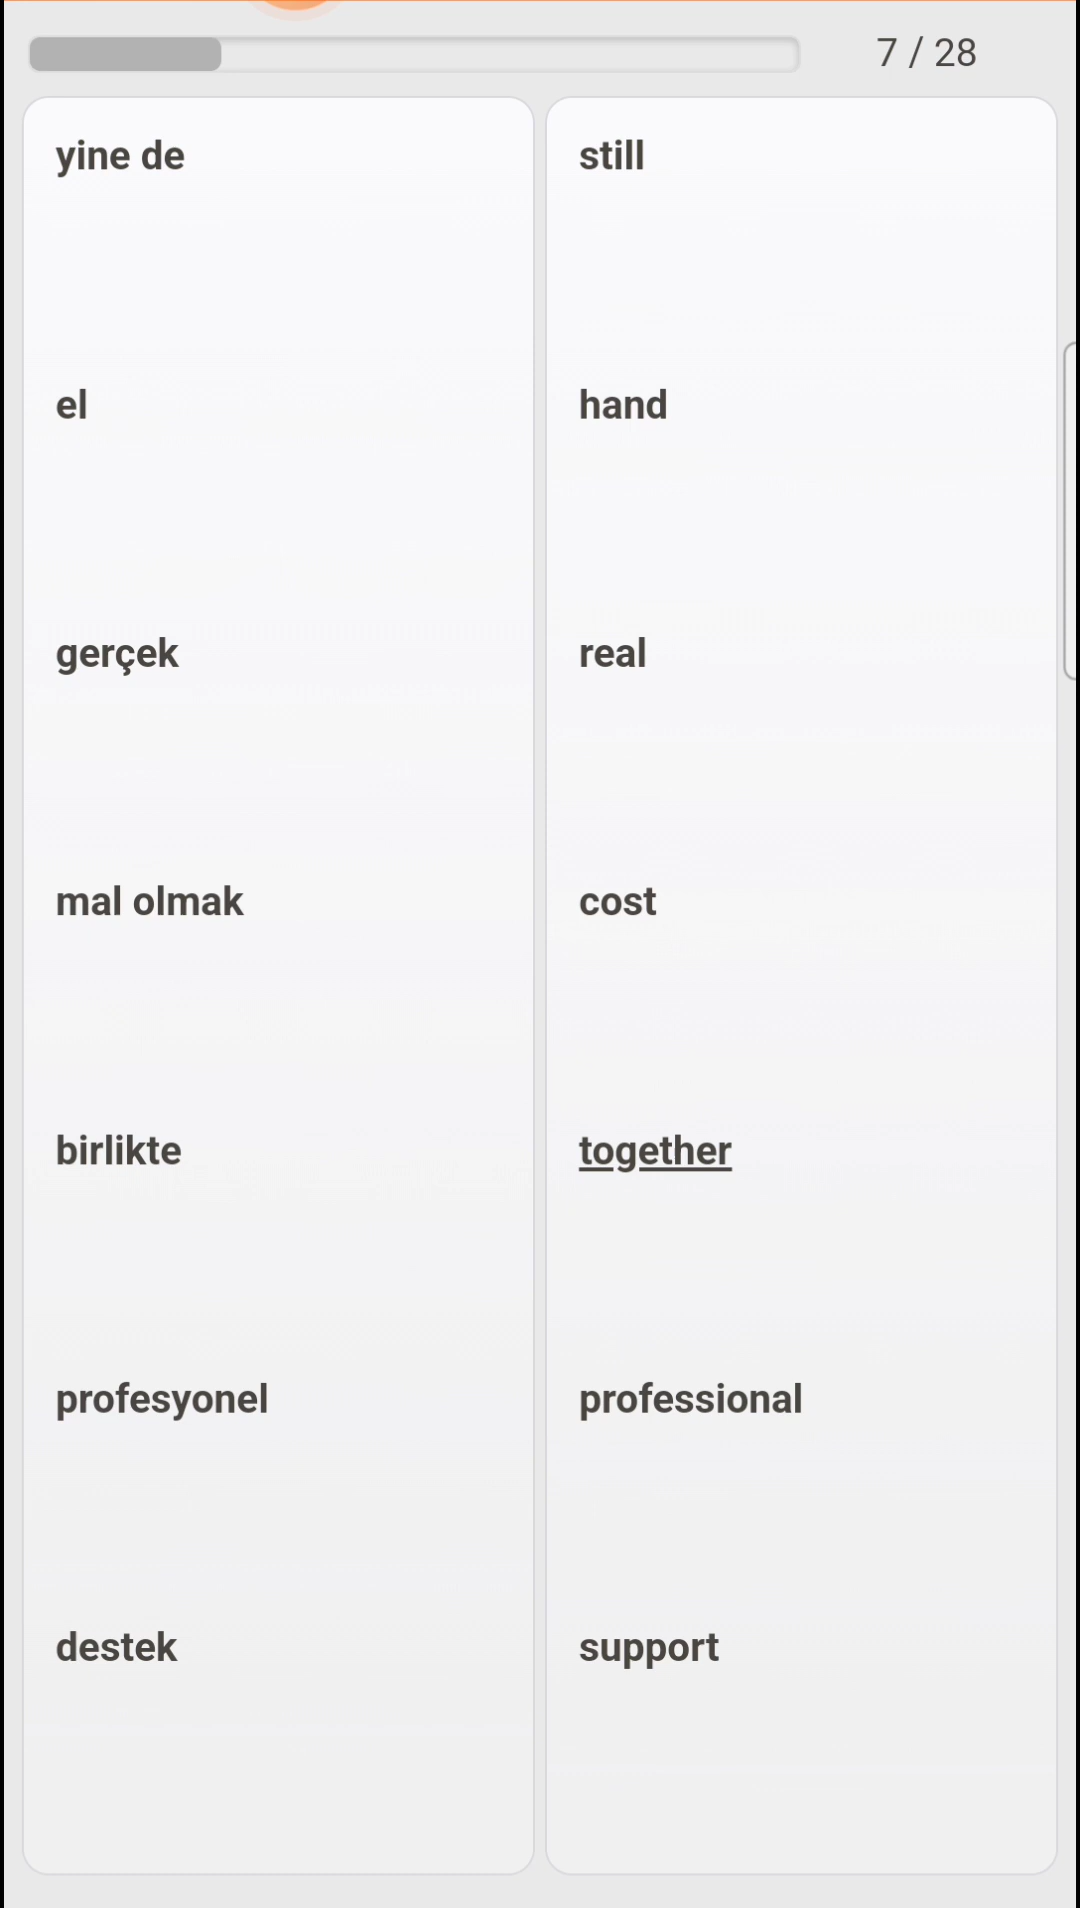 7 / 28
yine de still
el hand
gerçek real
mal olmak cost
birlikte together
profesyonel professional
destek support